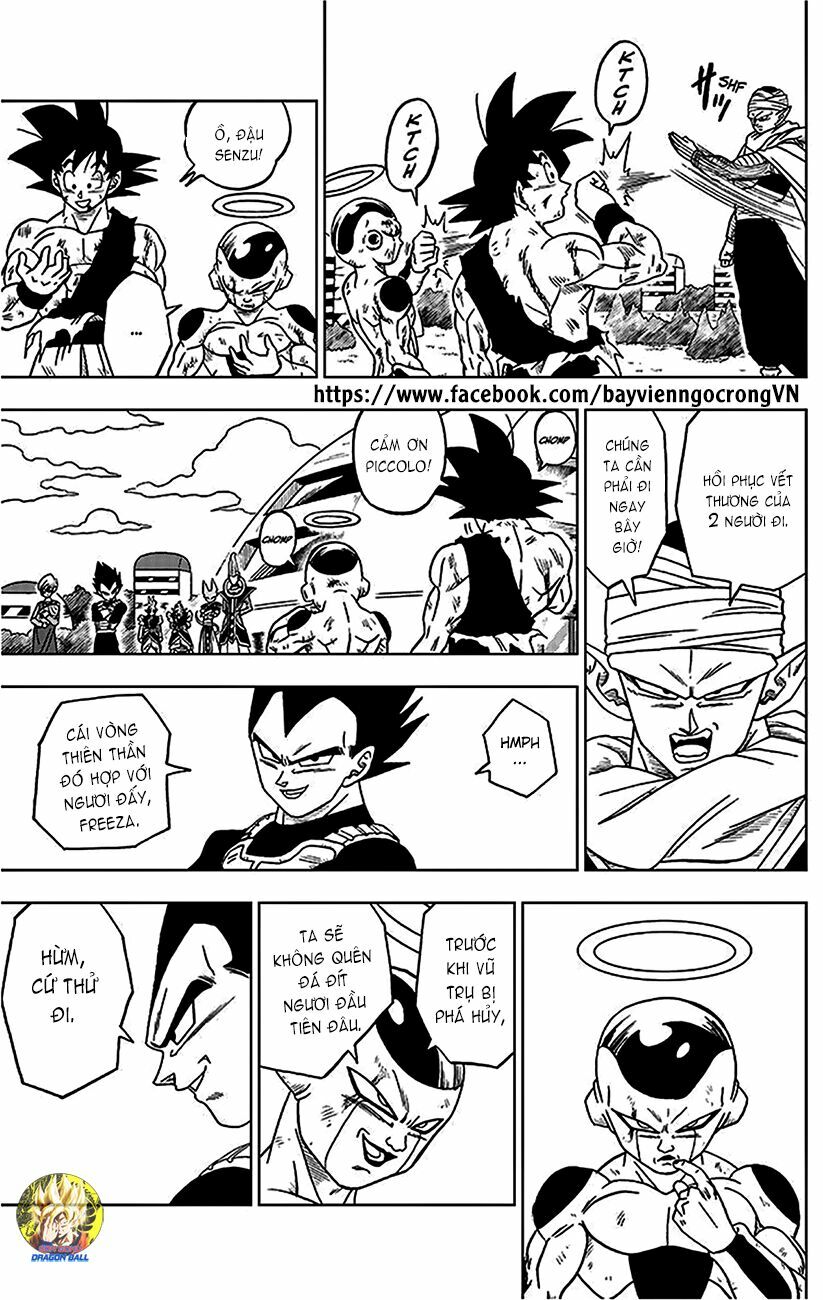 SHF
KTCH
KTCH
Ồ, ĐẬU
SENZU!
...
https://www.facebook.com/bayvienngocrongVN
HỒI PHỤC VẾT
THƯƠNG CỦA
2 NGƯỜI ĐI.
CHÚNG
TA CẦN
PHẢI ĐI
NGAY
BÂY
GIỜ!
CHOMP
CẢM ƠN
PICCOLO!
CHOMP
HMPH
...
CÁI VÒNG
THIÊN THẦN
ĐÓ HỢP VỚI
NGƯƠI ĐẤY,
FREEZA.
TRƯỚC
KHI VŨ
TRỤ BỊ
PHÁ HỦY,
TA SẼ
KHÔNG QUÊN
ĐÁ ĐÍT
NGƯƠI ĐẦU
TIÊN ĐÂU.
HỪM,
CỨ THỬ
ĐI.
DRAGON BALL